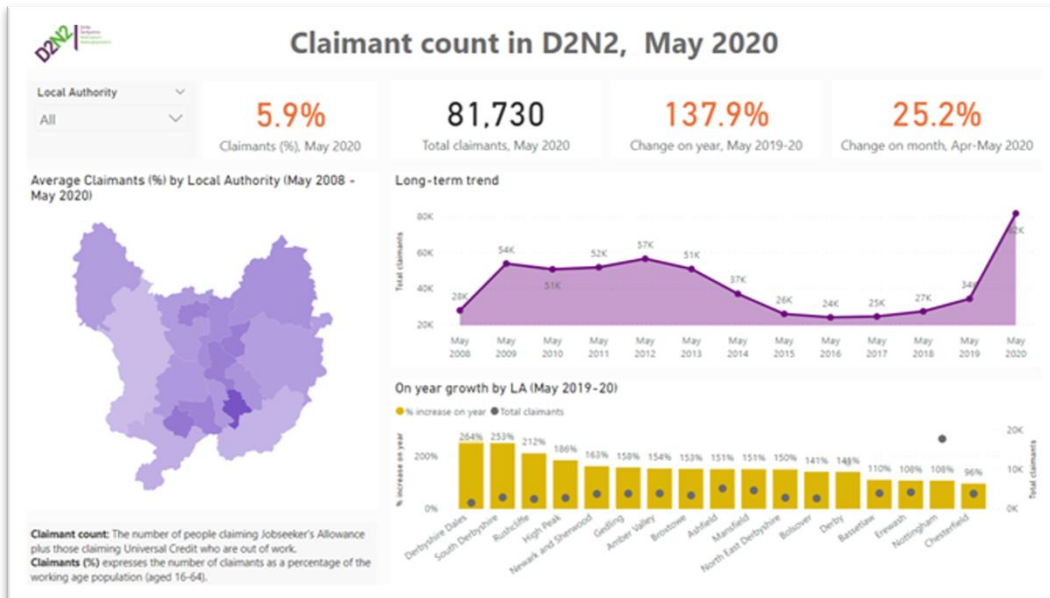 D2N2
Claimant count in D2N2, May 2020
Local Authority
All
5.9%
Claimants (%), May 2020
81,730
Total claimants, May 2020
137.9%
Change on year, May 2019-20
25.2%
Change on month, Apr-May 2020
Average Claimants (%) by Local Authority (May 2008 -
May 2020)
Claimant count: The number of people claiming Jobseeker's Allowance
plus those claiming Universal Credit who are out of work.
Claimants (%) expresses the number of claimants as a percentage of the
working age population (aged 16-64).
Long-term trend
Total claimants
80K
60K
40K
20K
28K
54K
51K
52K
57K
51K
37K
26K
24K
25K
27K
34K
82K
May May May May May May May May May May May May May
2008 2009 2010 2011 2012 2013 2014 2015 2016 2017 2018 2019 2020
On year growth by LA (May 2019-20)
% increase on year Total claimants
% increase on year
200%
0%
264% 253% 212% 186% 163% 158% 154% 153% 151% 151% 150% 141% 110% 108% 108% 96%
20K
10K
0K
Total claimants
Derbyshire Dales
South Derbyshire
Rushcliffe
High Peak
Newark and Sherwood
Gedling
Amber Valley
Broxtowe
Ashfield
Mansfield
North East Derbyshire
Bolsover
Derby
Bassetlaw
Erewash
Nottingham
Chesterfield